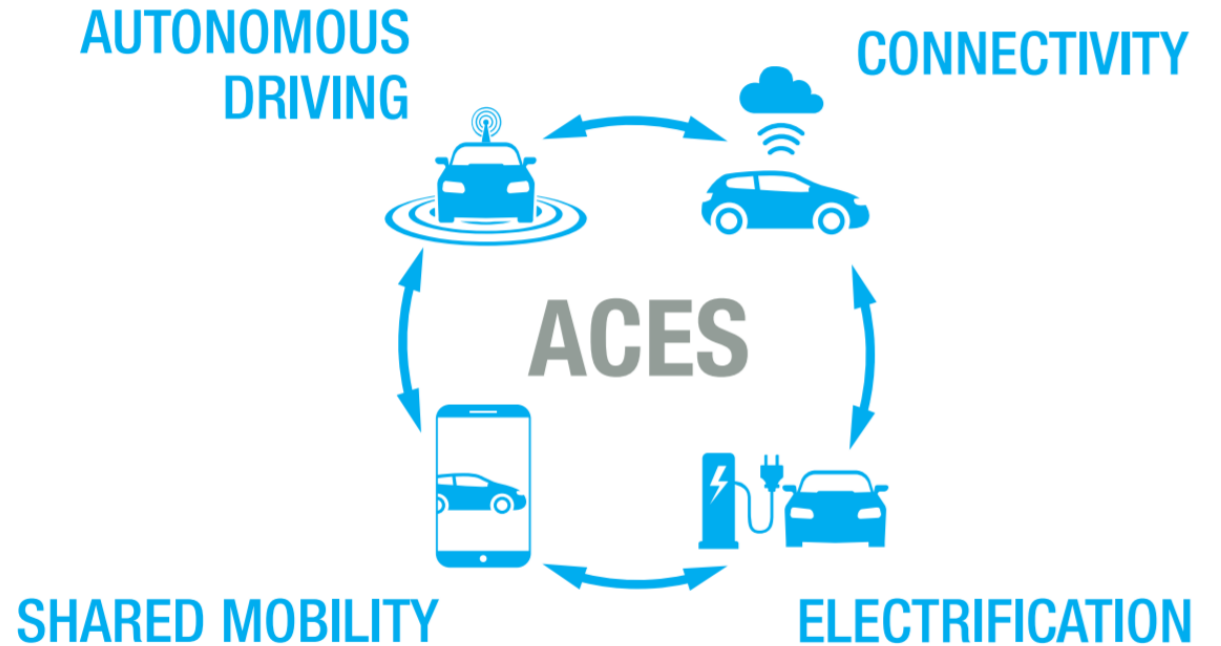 AUTONOMOUS
DRIVING
CONNECTIVITY
ACES
SHARED MOBILITY
ELECTRIFICATION